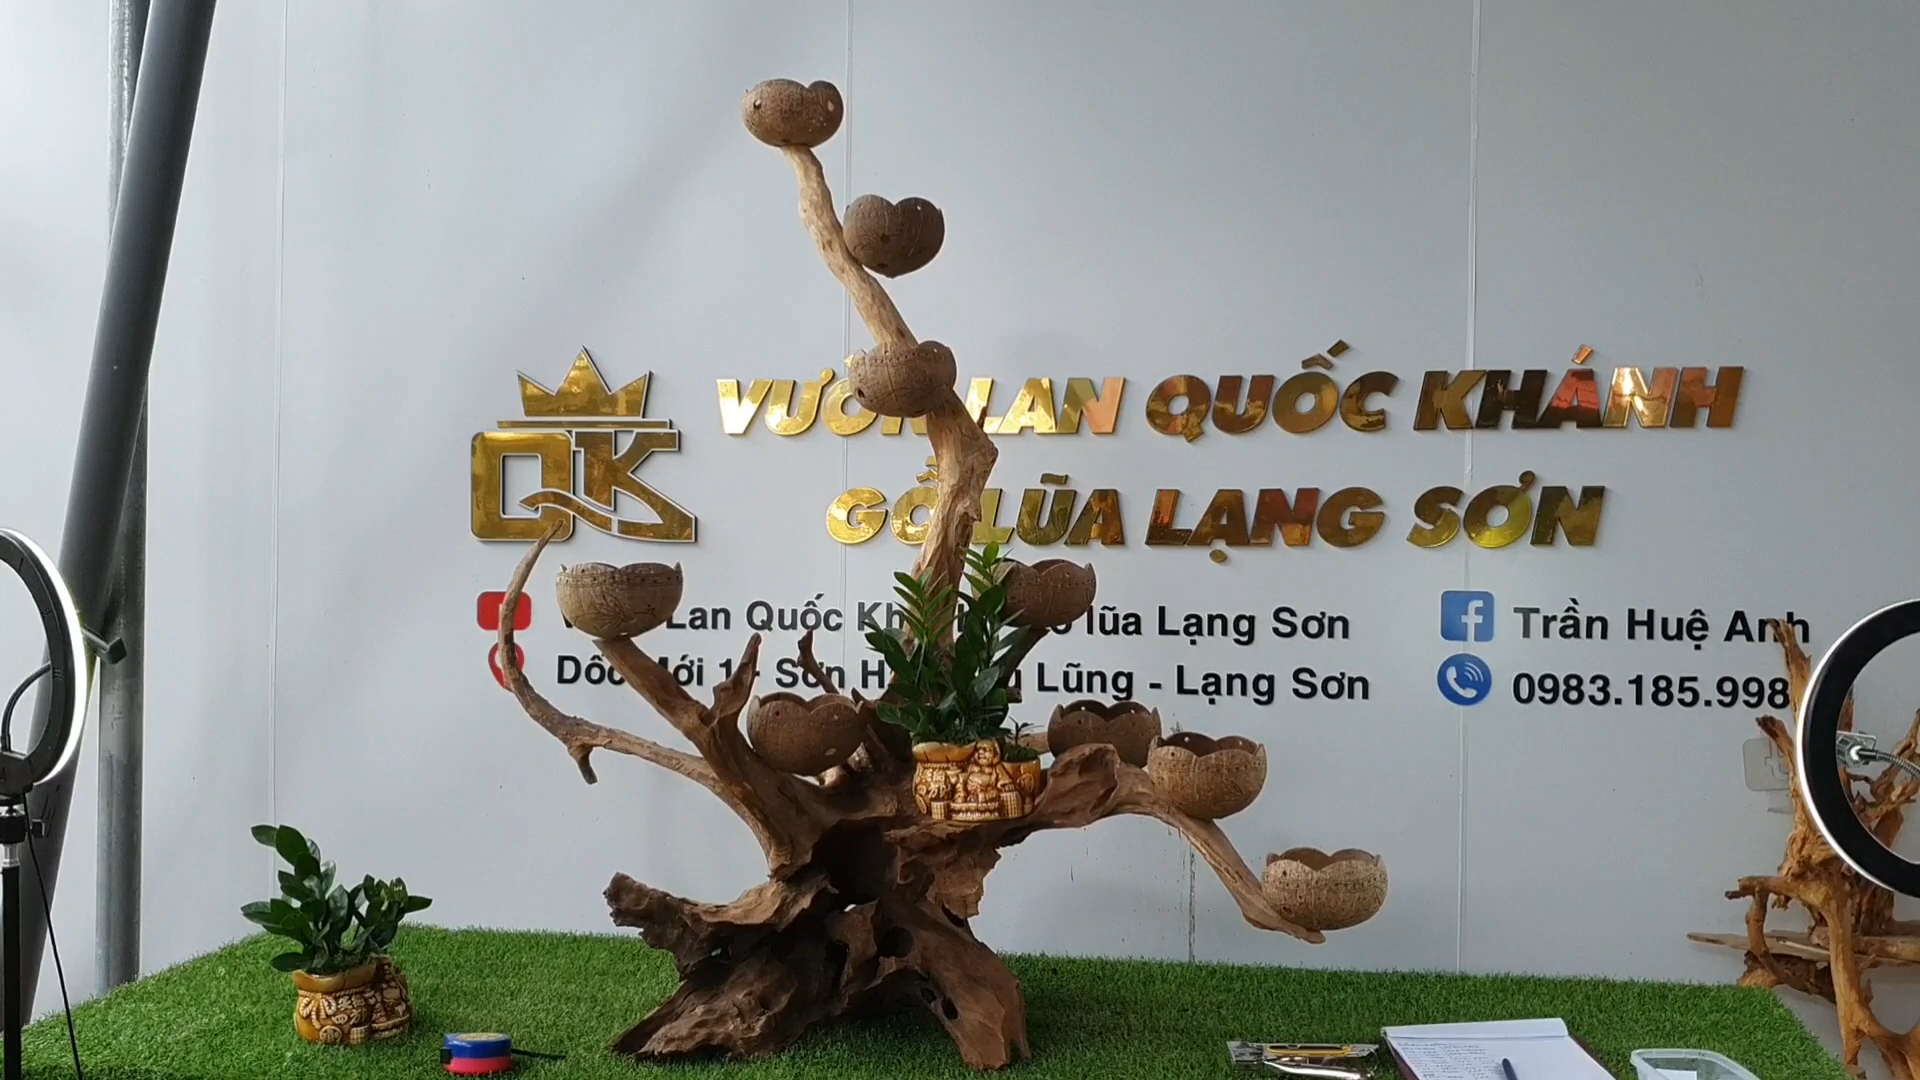 QK
VƯỜN LAN QUỐC KHÁNH
GỖ LŨA LẠNG SƠN
Lan Quốc Kh lũa Lạng Sơn
Trần Huệ Anh
Dốc Mới 1 - Sơn H Lũng - Lạng Sơn
0983.185.998